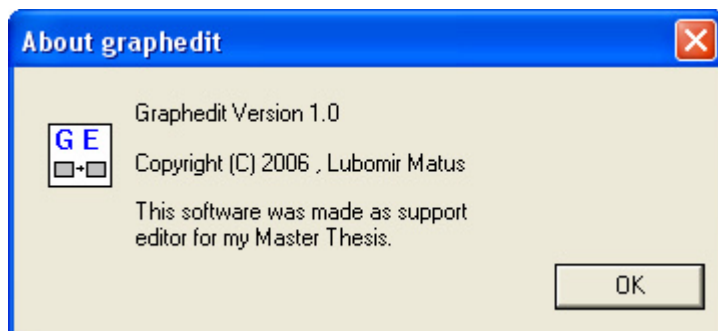 About graphedit
Graphedit Version 1.0
G E
Copyright (C) 2006 , Lubomir Matus
This software was made as support
editor for my Master Thesis.
OK